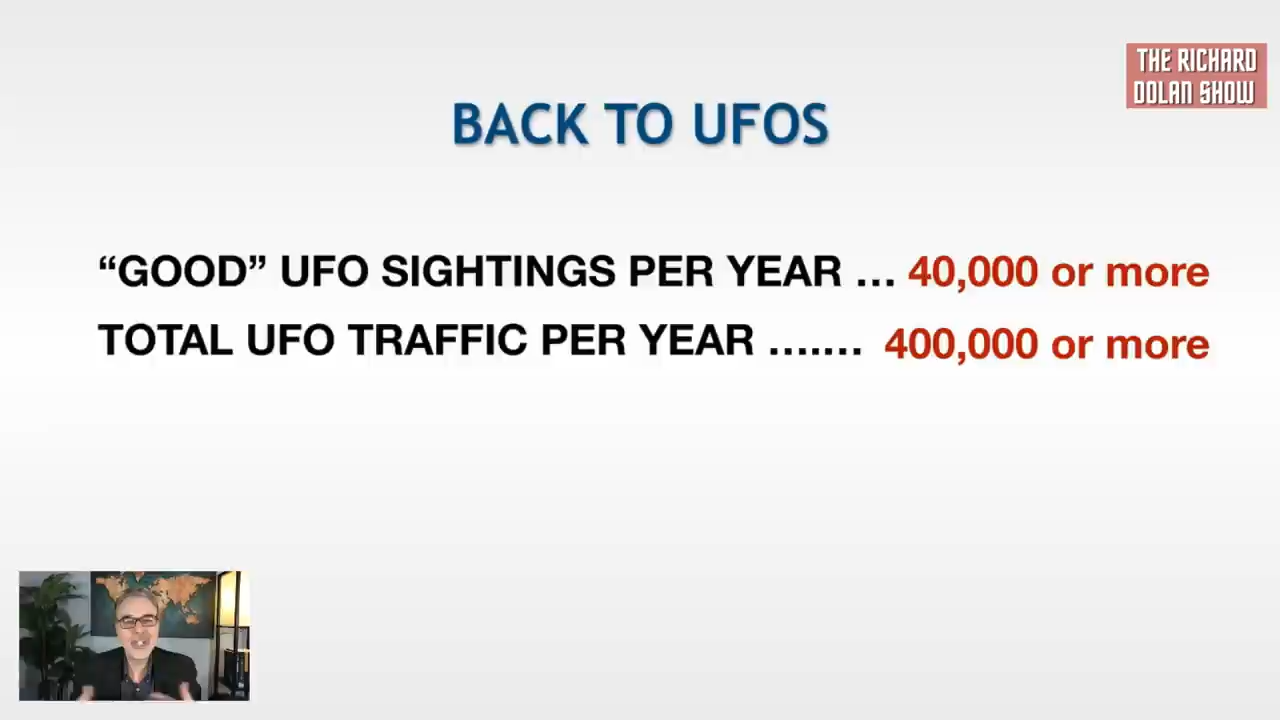 THE RICHARD
DOLAN SHOW
BACK TO UFOS
“GOOD” UFO SIGHTINGS PER YEAR ... 40,000 or more
TOTAL UFO TRAFFIC PER YEAR ....... 400,000 or more